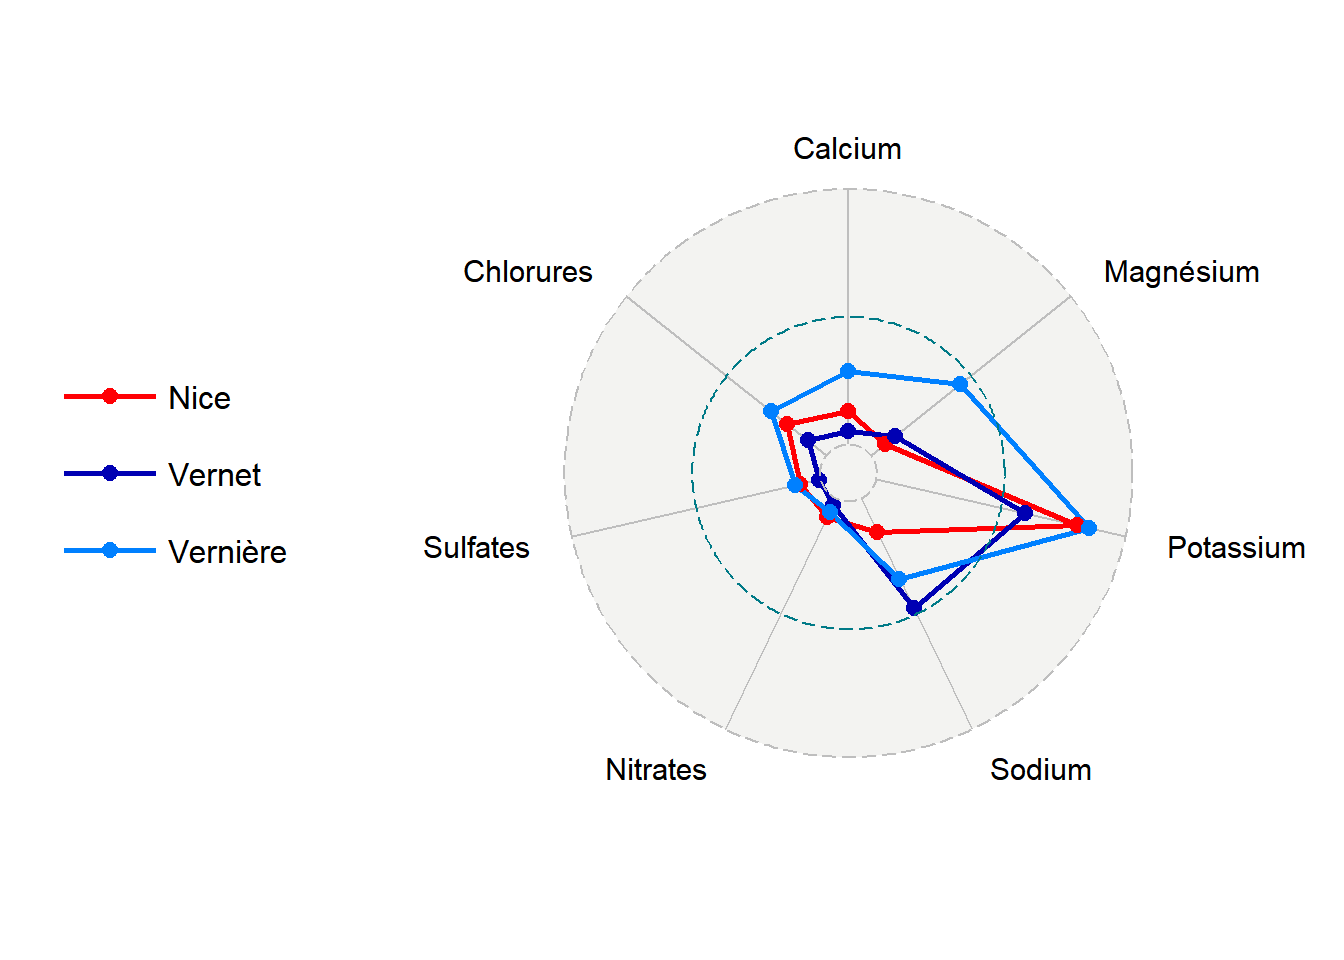 Calcium
Chlorures
Magnésium
Nice
Vernet
Vernière
Sulfates
Potassium
Nitrates
Sodium